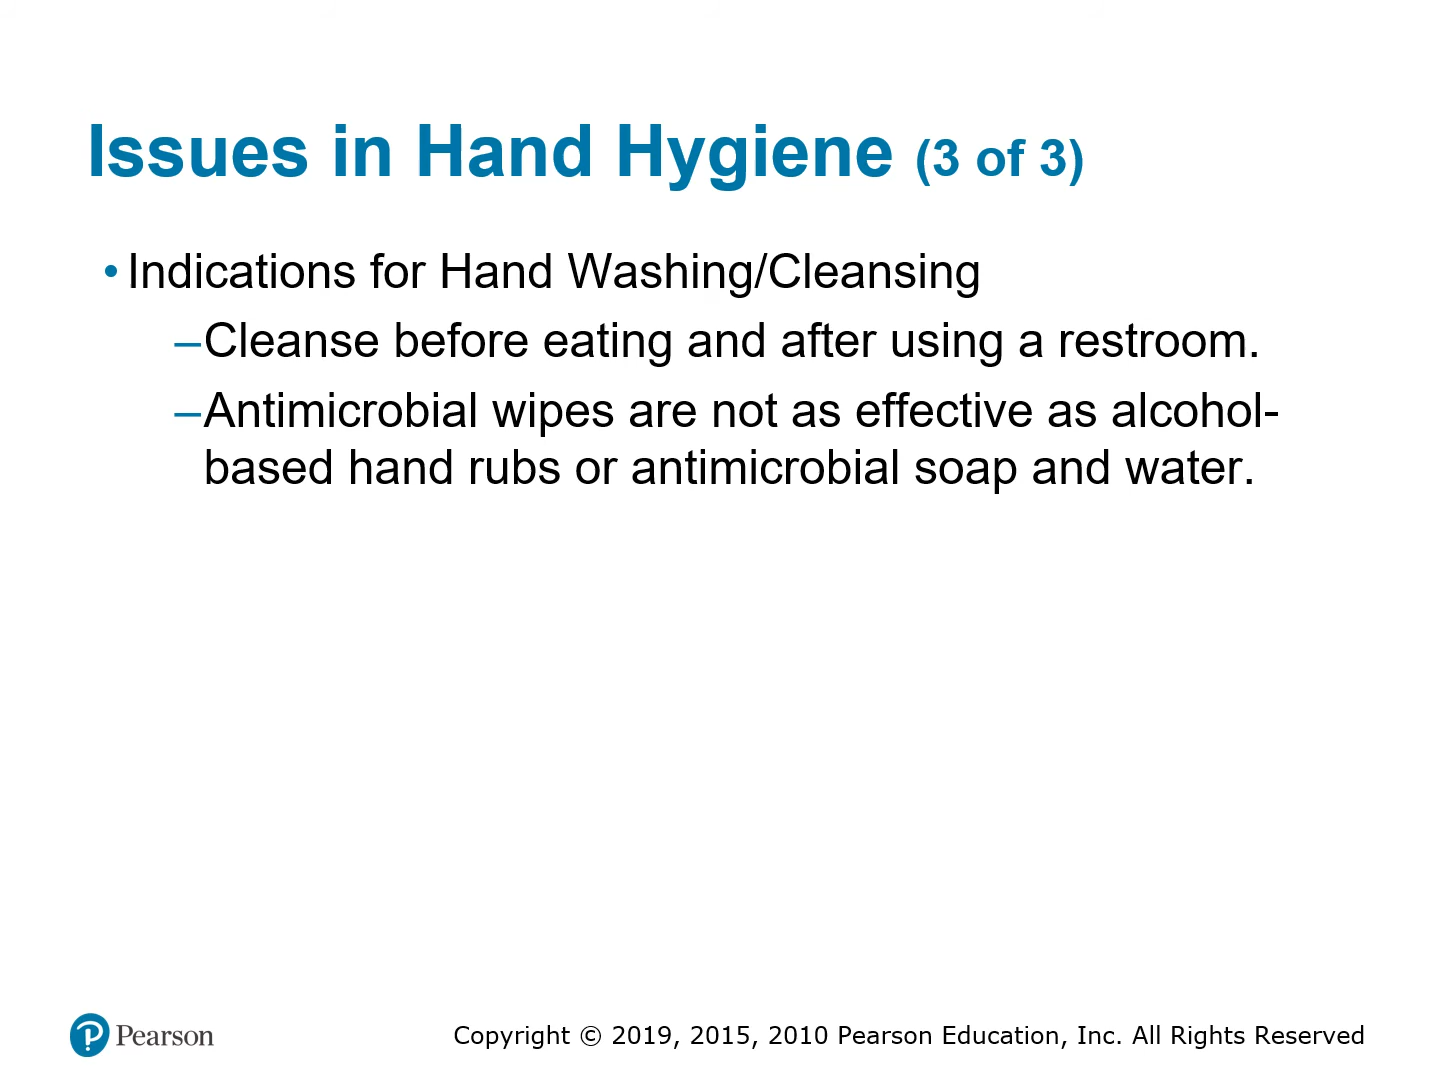 Issues in Hand Hygiene (3 of 3)
• Indications for Hand Washing/Cleansing
–Cleanse before eating and after using a restroom.
–Antimicrobial wipes are not as effective as alcohol-
based hand rubs or antimicrobial soap and water.
Pearson
Copyright © 2019, 2015, 2010 Pearson Education, Inc. All Rights Reserved